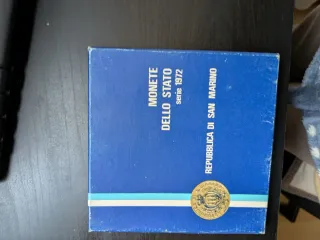 MONETE
DELLO STATO
serie 1972
REPUBBLICA DI SAN MARINO